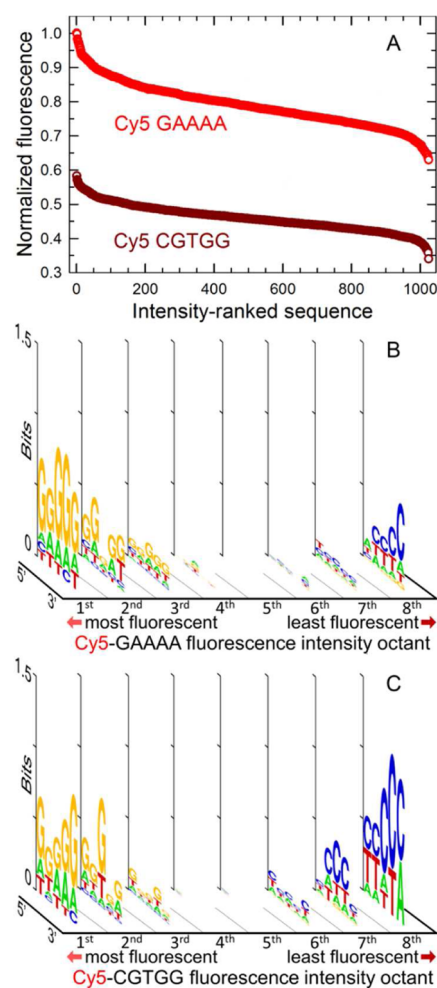 A
Normalized fluorescence
1.0
0.9
0.8
0.7
0.6
0.5
0.4
0.3
Cy5 GAAAA
Cy5 CGTGG
0 200 400 600 800 1000
Intensity-ranked sequence
B
1.5
Bits
0
5' 3'
1st 2nd 3rd 4th 5th 6th 7th 8th
most fluorescent least fluorescent
Cy5-GAAAA fluorescence intensity octant
C
1.5
Bits
0
5' 3'
1st 2nd 3rd 4th 5th 6th 7th 8th
most fluorescent least fluorescent
Cy5-CGTGG fluorescence intensity octant